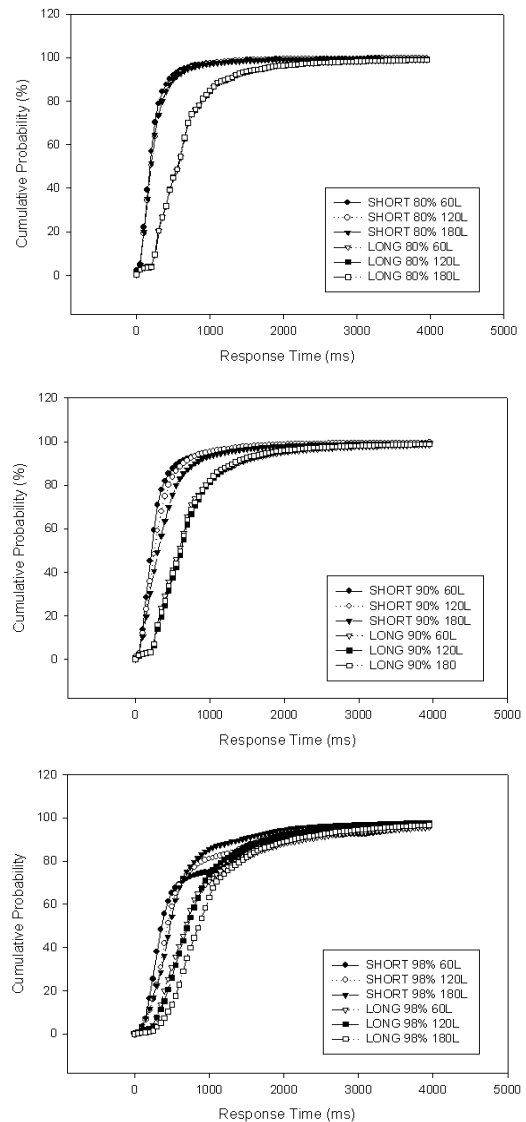 120
100
80
60
40
20
0
Cumulative Probability (%)
SHORT 80% 60L
SHORT 80% 120L
SHORT 80% 180L
LONG 80% 60L
LONG 80% 120L
LONG 80% 180L
0 1000 2000 3000 4000 5000
Response Time (ms)
120
100
80
60
40
20
0
Cumulative Probability (%)
SHORT 90% 60L
SHORT 90% 120L
SHORT 90% 180L
LONG 90% 60L
LONG 90% 120L
LONG 90% 180
0 1000 2000 3000 4000 5000
Response Time (ms)
120
100
80
60
40
20
0
Cumulative Probability
SHORT 98% 60L
SHORT 98% 120L
SHORT 98% 180L
LONG 98% 60L
LONG 98% 120L
LONG 98% 180L
0 1000 2000 3000 4000 5000
Response Time (ms)